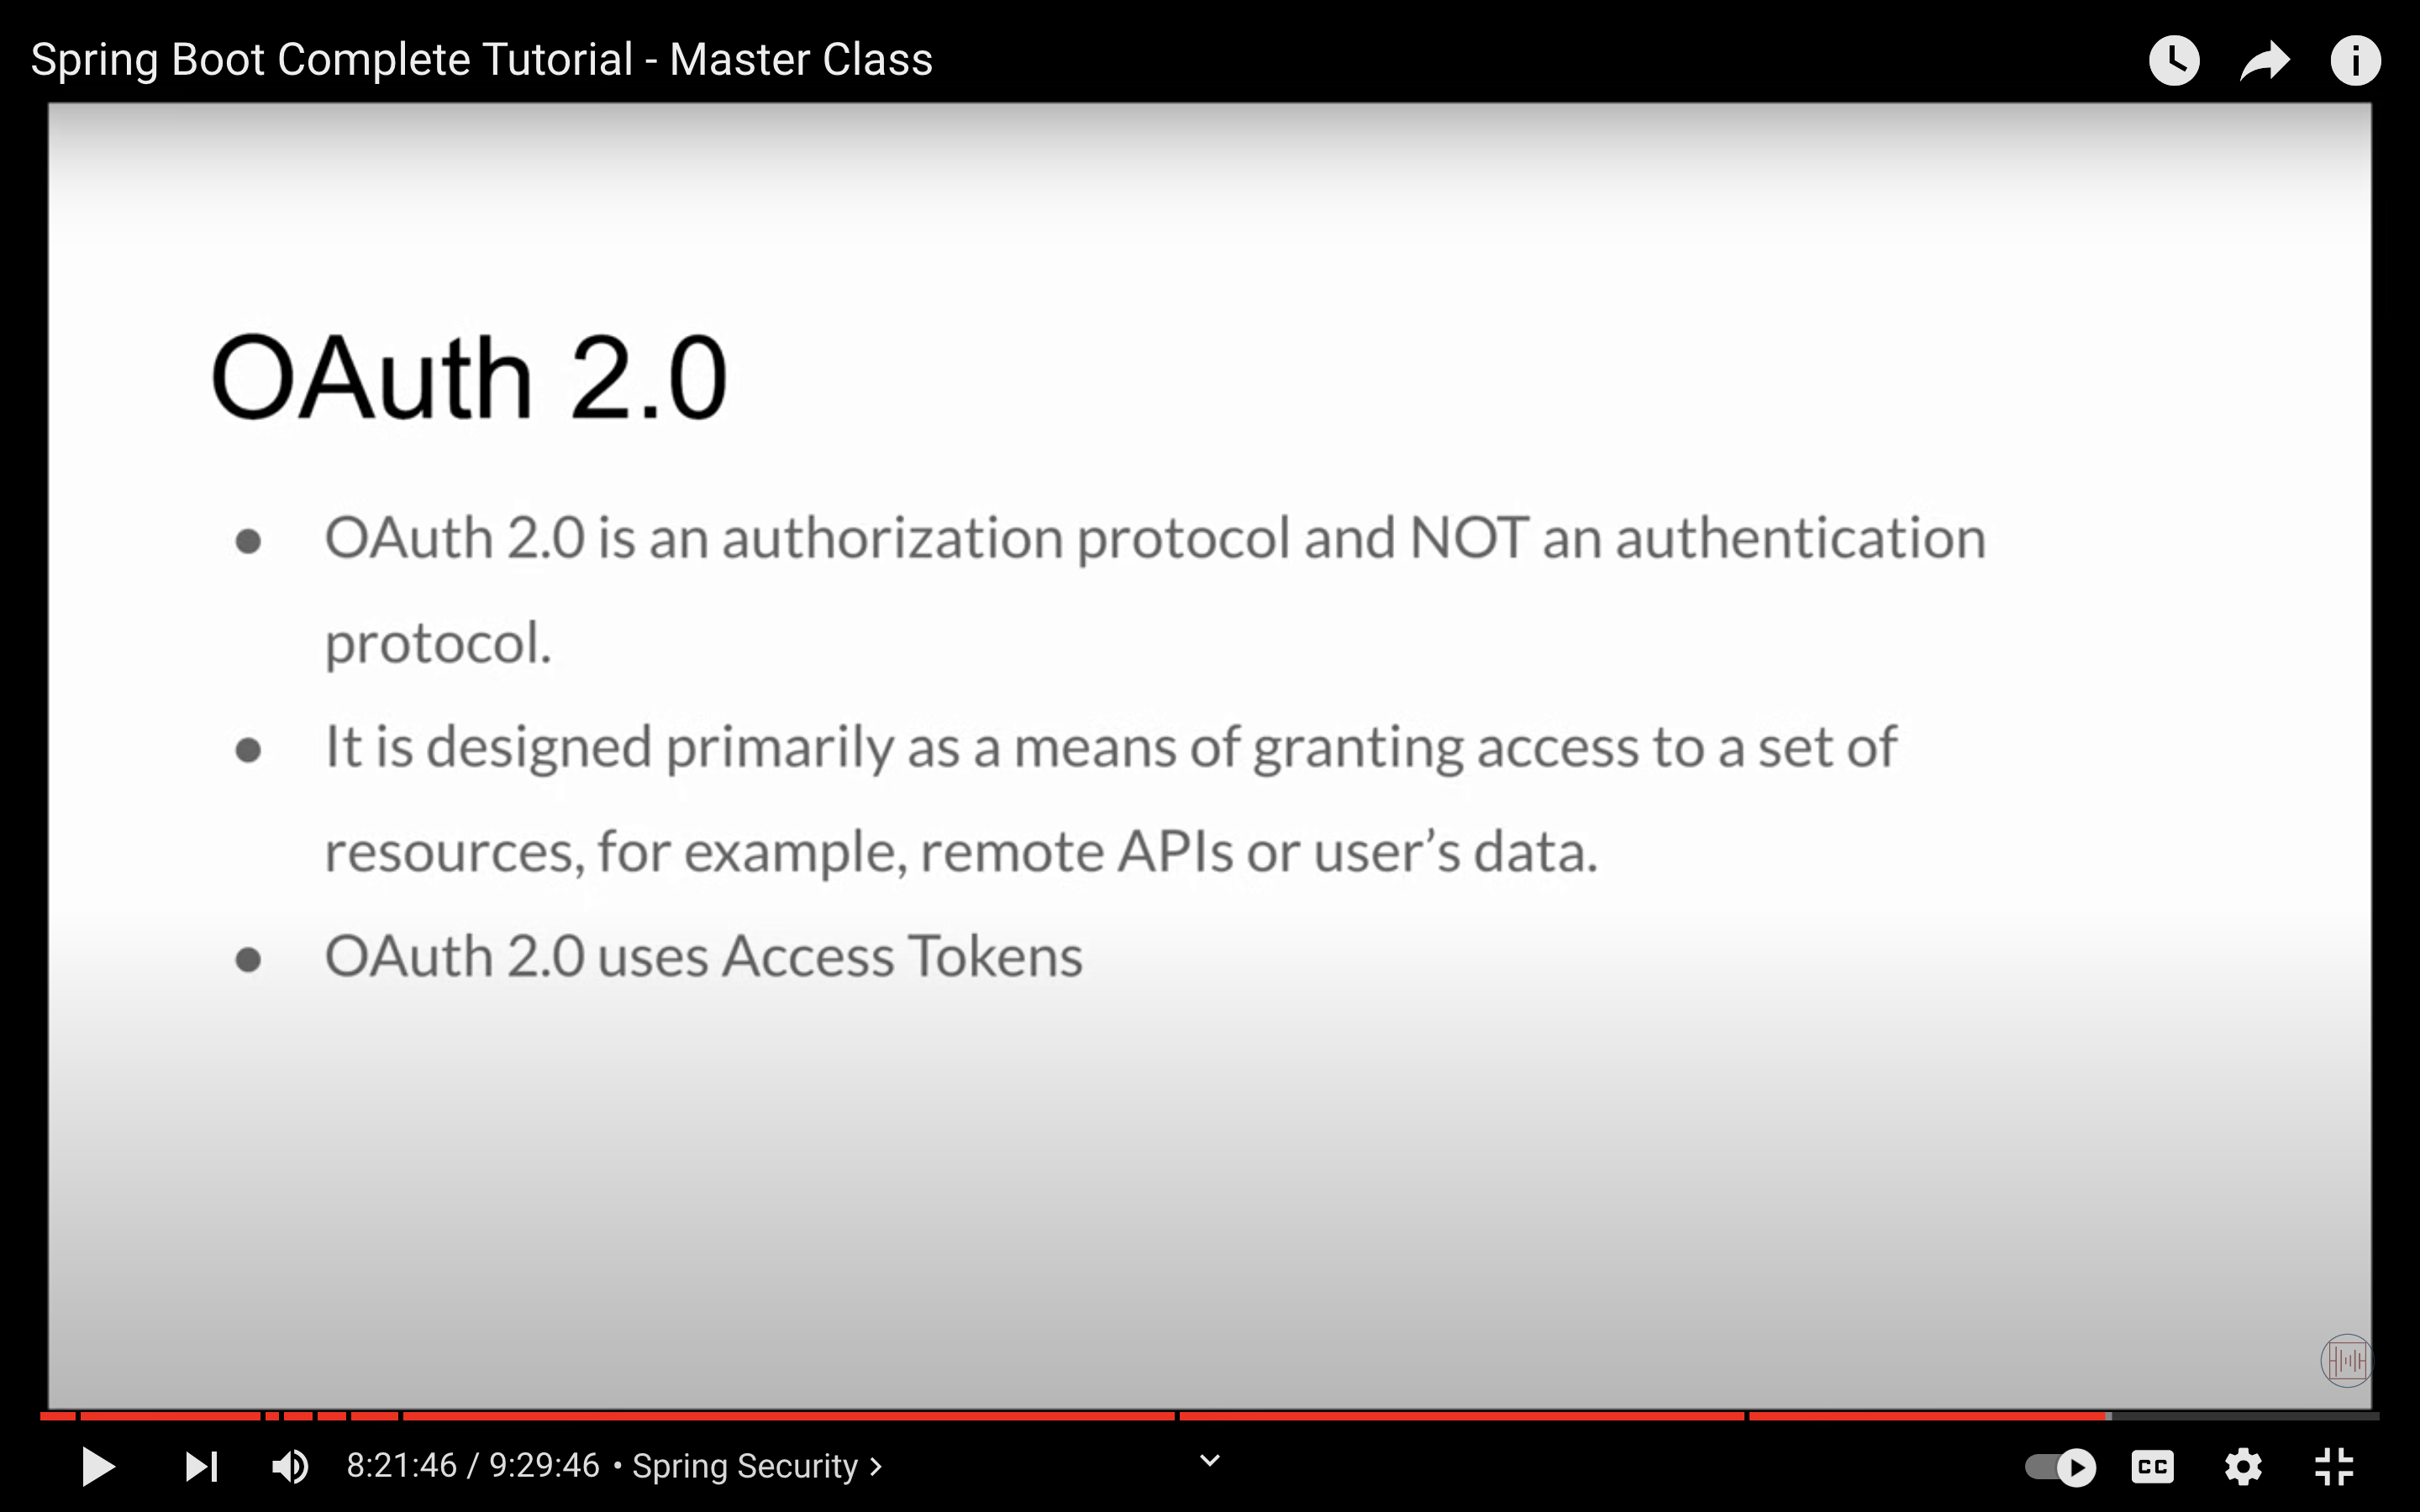 Spring Boot Complete Tutorial - Master Class
OAuth 2.0
● OAuth 2.0 is an authorization protocol and NOT an authentication
protocol.
● It is designed primarily as a means of granting access to a set of
resources, for example, remote APIs or user’s data.
● OAuth 2.0 uses Access Tokens
8:21:46 / 9:29:46 • Spring Security >
CC